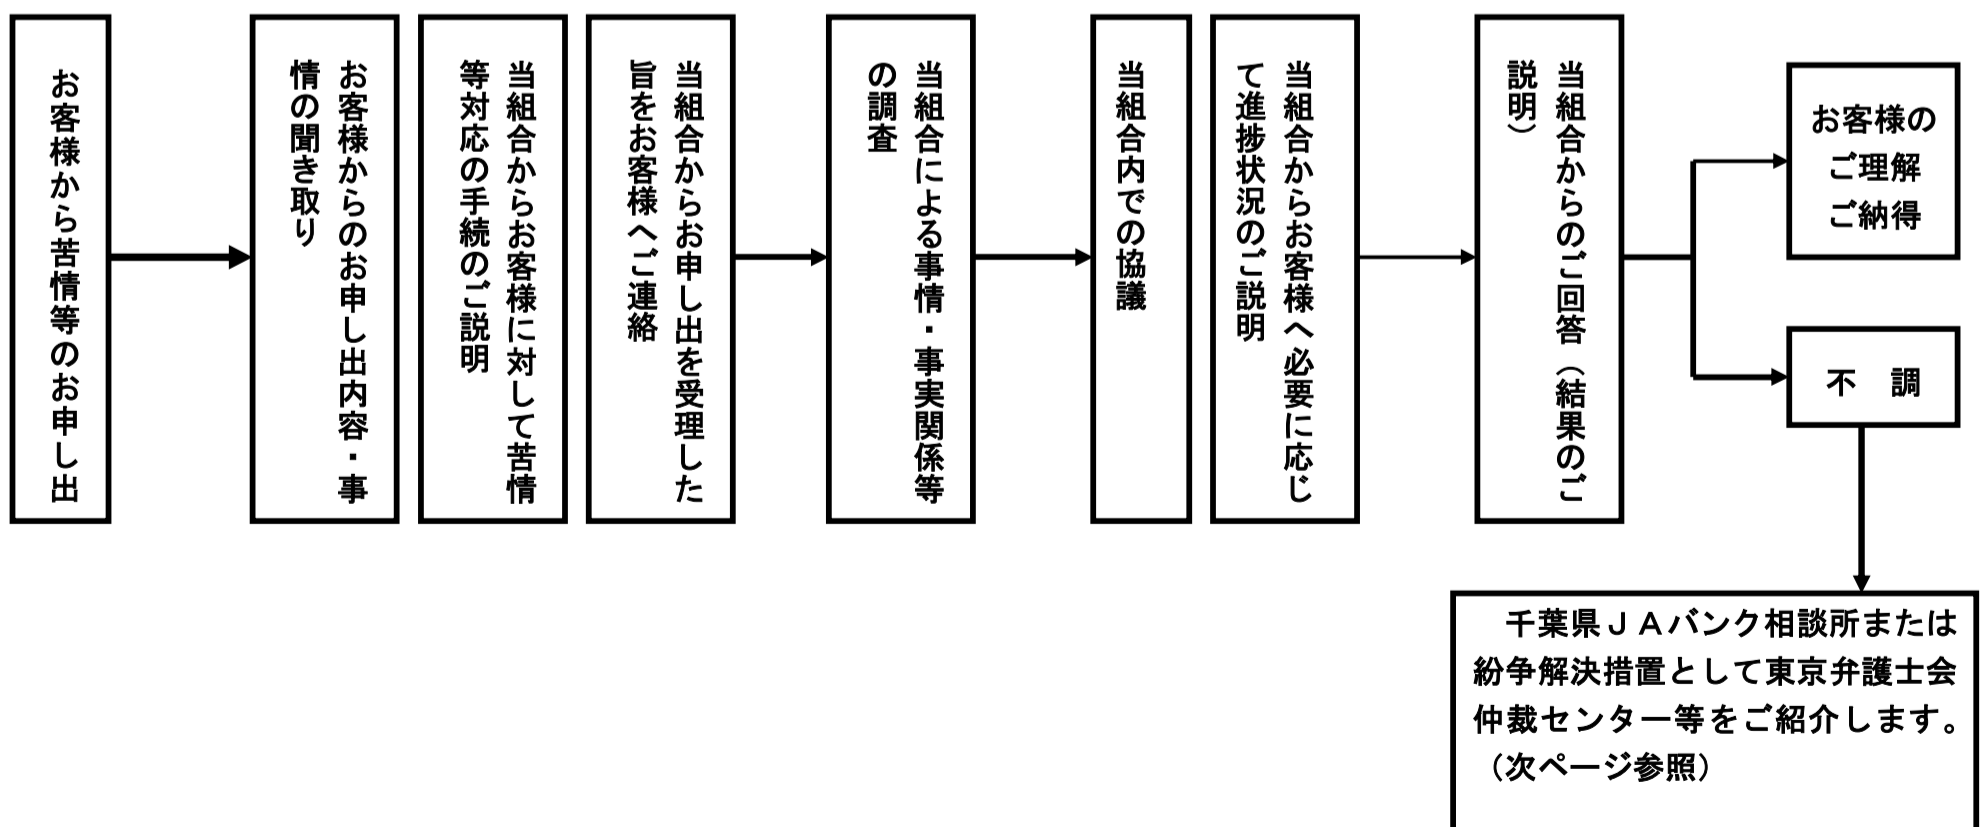 お客様から苦情等のお申し出
お客様からのお申し出内容・事
情の聞き取り
当組合からお客様に対して苦情
等対応の手続のご説明
当組合からお申し出を受理した
旨をお客様へご連絡
当組合による事情・事実関係等
の調査
当組合内での協議
当組合からお客様へ必要に応じ
て進捗状況のご説明
当組合からのご回答（結果のご
説明）
お客様の
ご理解
ご納得
不　調
千葉県ＪＡバンク相談所または
紛争解決措置として東京弁護士会
仲裁センター等をご紹介します。
（次ページ参照）